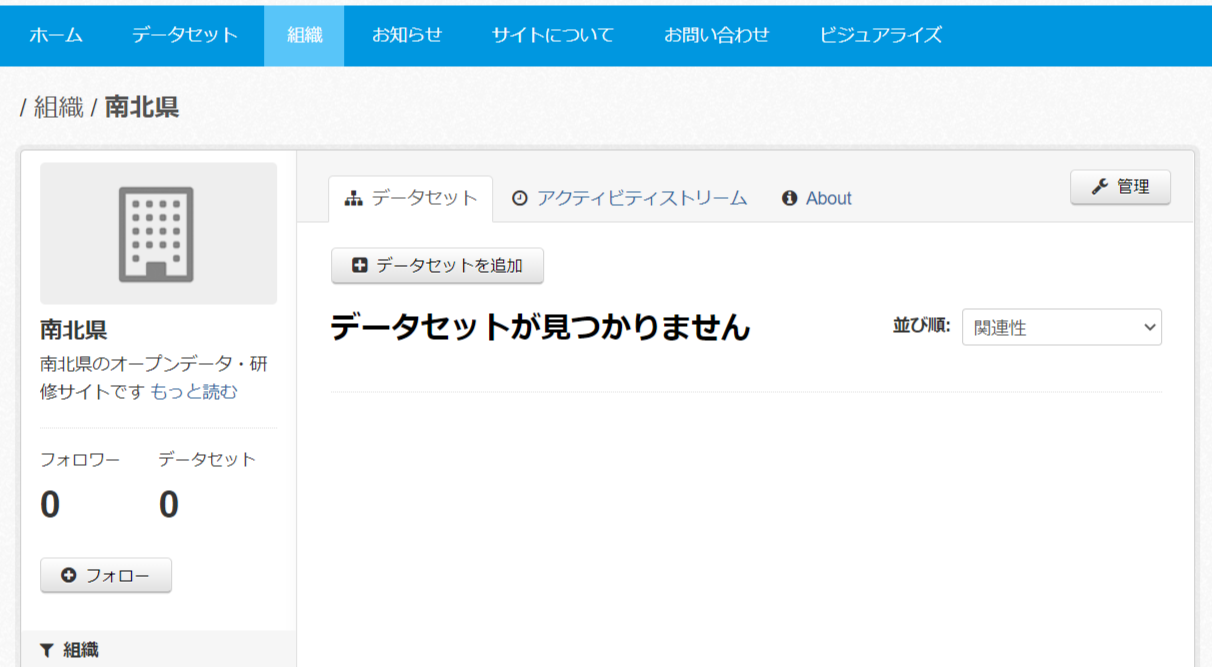 ホーム データセット 組織 お知らせ サイトについて お問い合わせ ビジュアライズ
/ 組織 / 南北県
データセット アクティビティストリーム About 管理
データセットを追加
データセットが見つかりません
並び順: 関連性
南北県
南北県のオープンデータ・研
修サイトです もっと読む
フォロワー データセット
0 0
フォロー
組織